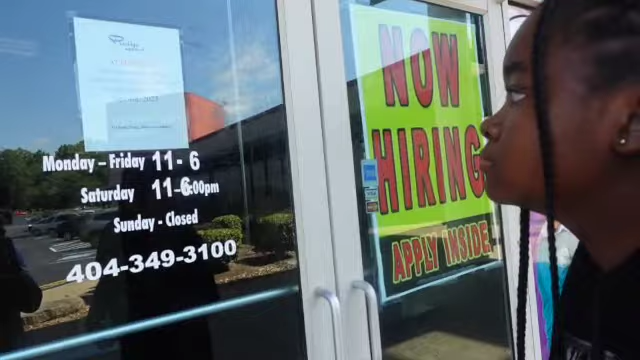 Monday – Friday 11 - 6
Saturday 11-6:00pm
Sunday - Closed
404-349-3100
NOW
HIRING
APPLY INSIDE